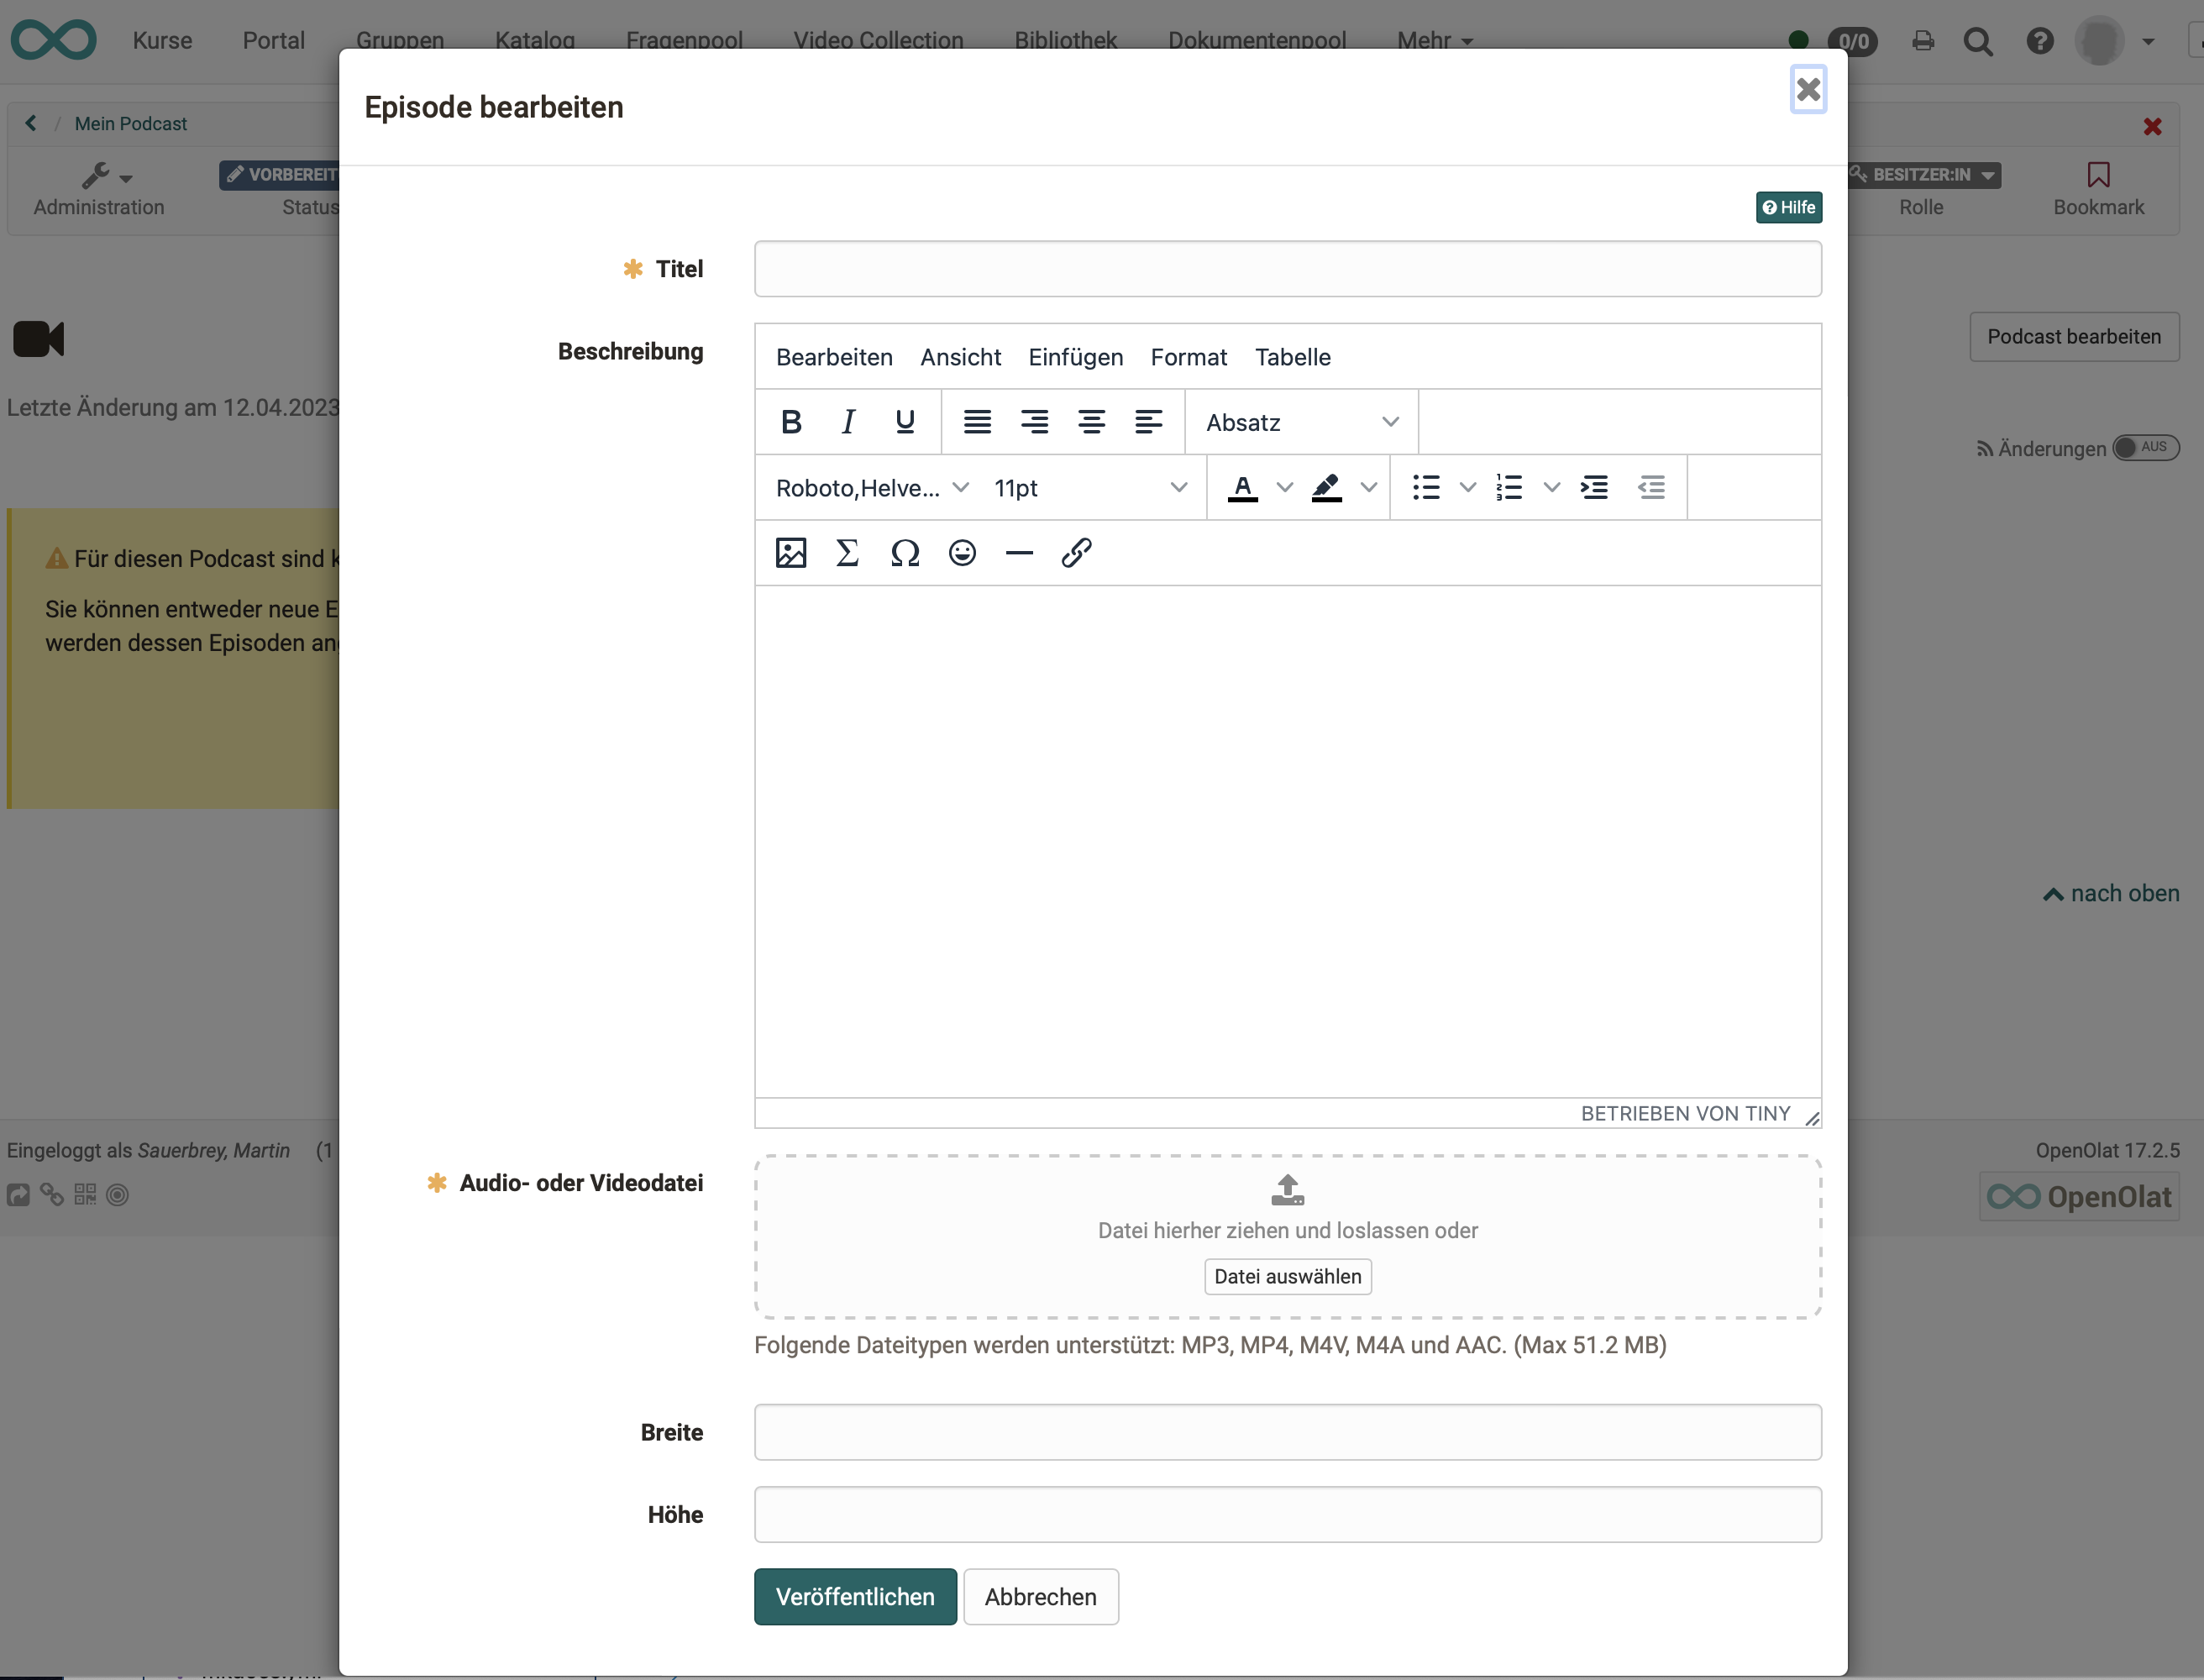 Kurse Portal Gruppen Katalog Fragenpool Video Collection Bibliothek Dokumentenpool Mehr 0/0
Episode bearbeiten
/ Mein Podcast
VORBEREIT
BESITZER:IN
Administration
Status
Rolle
Bookmark
Hilfe
Titel
Podcast bearbeiten
Beschreibung
Bearbeiten Ansicht Einfügen Format Tabelle
Letzte Änderung am 12.04.2023
B I U Absatz
Änderungen AUS
Roboto,Helve... 11pt
Für diesen Podcast sind k
Sie können entweder neue E
werden dessen Episoden an
nach oben
BETRIEBEN VON TINY
Eingeloggt als Sauerbrey, Martin (1
OpenOlat 17.2.5
Audio- oder Videodatei
OpenOlat
Datei hierher ziehen und loslassen oder
Datei auswählen
Folgende Dateitypen werden unterstützt: MP3, MP4, M4V, M4A und AAC. (Max 51.2 MB)
Breite
Höhe
Veröffentlichen Abbrechen